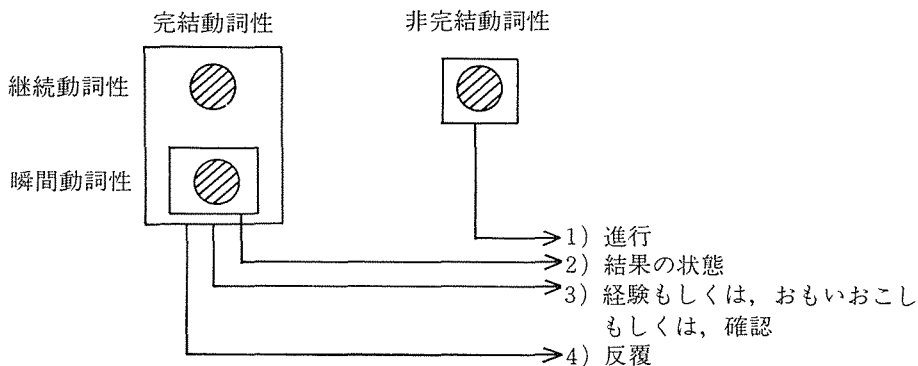 完結動詞性
非完結動詞性
継続動詞性
瞬間動詞性
1)進行
2)結果の状態
3)経験もしくは，おもいおこし
もしくは，確認
4)反覆